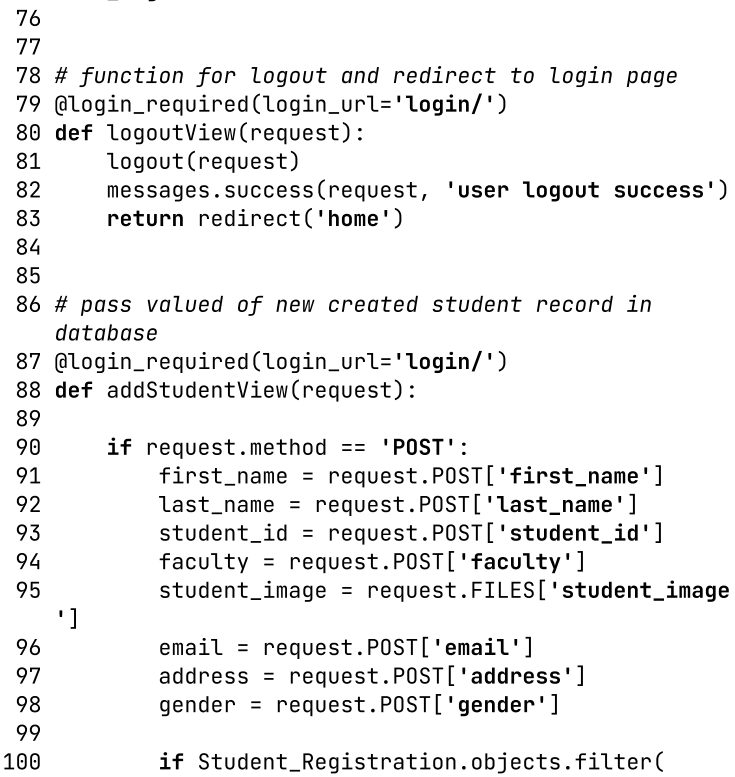 76
77
78 # function for logout and redirect to login page
79 @login_required(login_url='login/')
80 def logoutView(request):
81     logout(request)
82     messages.success(request, 'user logout success')
83     return redirect('home')
84
85
86 # pass valued of new created student record in
database
87 @login_required(login_url='login/')
88 def addStudentView(request):
89
90     if request.method == 'POST':
91         first_name = request.POST['first_name']
92         last_name = request.POST['last_name']
93         student_id = request.POST['student_id']
94         faculty = request.POST['faculty']
95         student_image = request.FILES['student_image
']
96         email = request.POST['email']
97         address = request.POST['address']
98         gender = request.POST['gender']
99
100         if Student_Registration.objects.filter(